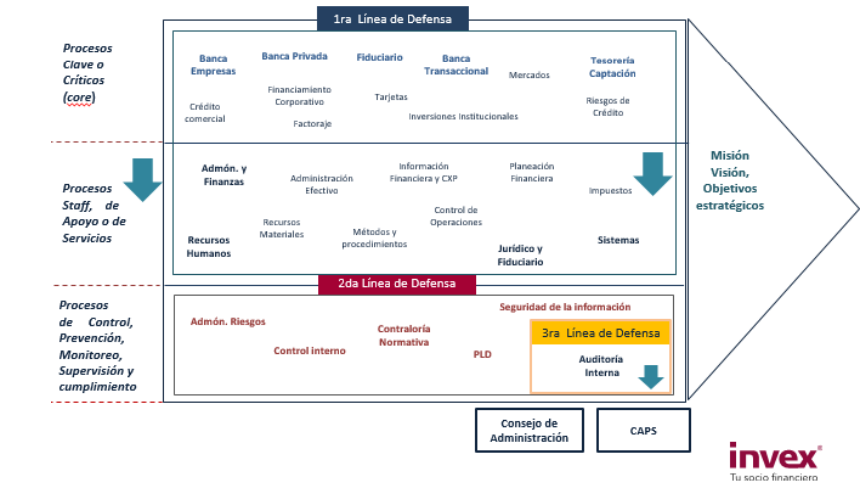 1ra Línea de Defensa
Procesos
Clave o
Críticos
(core)
Banca
Empresas
Banca Privada
Fiduciario
Banca
Transaccional
Mercados
Tesorería
Captación
Crédito
comercial
Financiamiento
Corporativo
Factoraje
Tarjetas
Inversiones Institucionales
Riesgos de
Crédito
Misión
Visión,
Objetivos
estratégicos
Procesos
Staff, de
Apoyo o de
Servicios
Admón. y
Finanzas
Administración
Efectivo
Información
Financiera y CXP
Planeación
Financiera
Impuestos
Recursos
Humanos
Recursos
Materiales
Métodos y
procedimientos
Control de
Operaciones
Jurídico y
Fiduciario
Sistemas
2da Línea de Defensa
Procesos
de Control,
Prevención,
Monitoreo,
Supervisión y
cumplimiento
Admón. Riesgos
Control interno
Contraloría
Normativa
PLD
Seguridad de la información
3ra Línea de Defensa
Auditoría
Interna
Consejo de
Administración
CAPS
invex®
Tu socio financiero